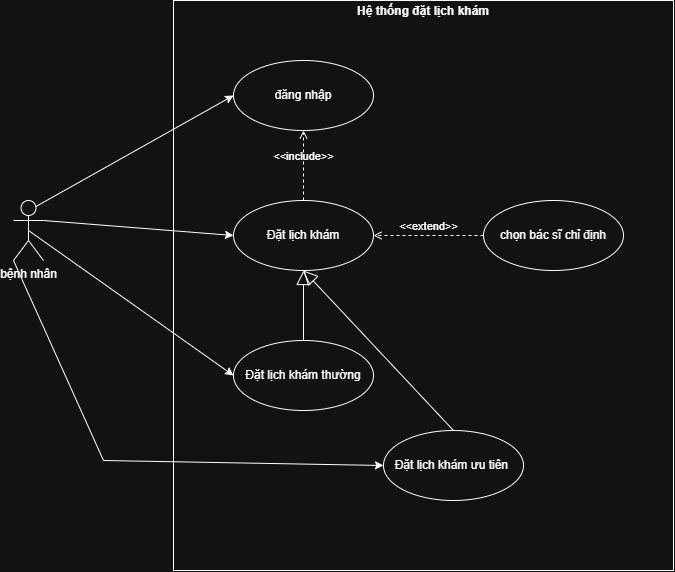 Hệ thống đặt lịch khám
đăng nhập
<<include>>
Đặt lịch khám
<<extend>>
chọn bác sĩ chỉ định
bệnh nhân
Đặt lịch khám thường
Đặt lịch khám ưu tiên